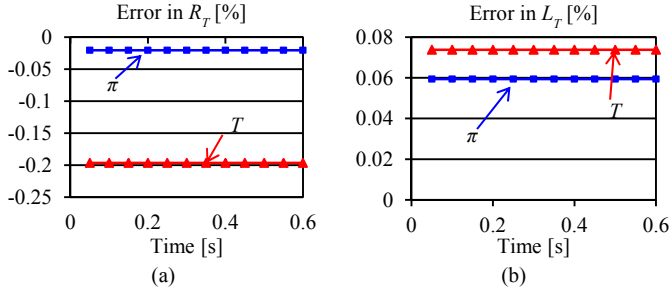 Error in R_T [%]
0
-0.05
-0.1
-0.15
-0.2
-0.25
π
T
0
0.2
0.4
0.6
Time [s]
(a)
Error in L_T [%]
0.08
0.06
0.04
0.02
0
T
π
0
0.2
0.4
0.6
Time [s]
(b)